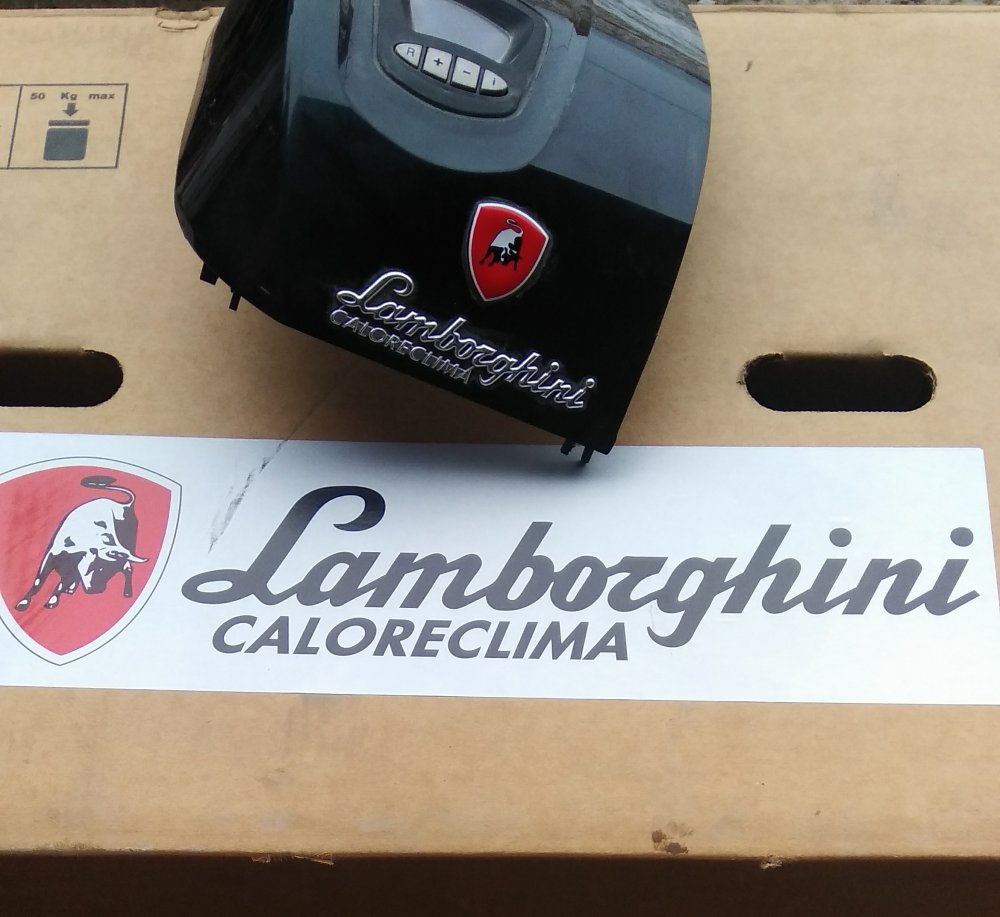 R + - i
50 Kg max
Lamborghini
CALORECLIMA
Lamborghini
CALORECLIMA